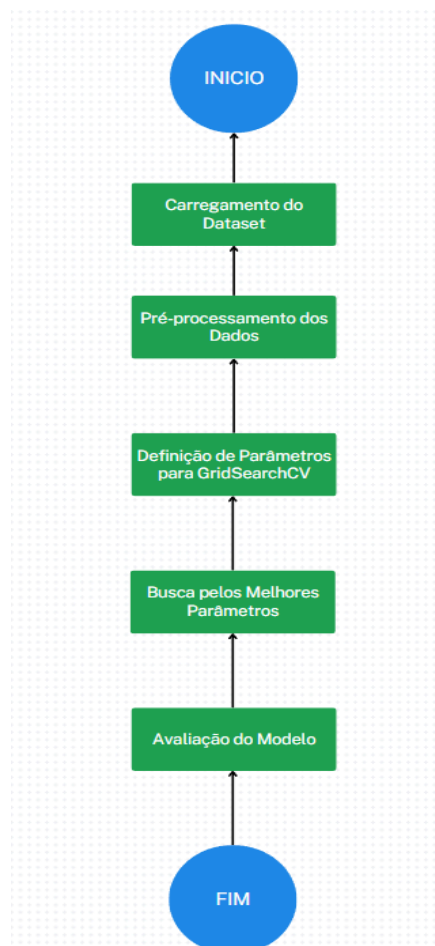 INICIO
Carregamento do
Dataset
Pré-processamento dos
Dados
Definição de Parâmetros
para GridSearchCV
Busca pelos Melhores
Parâmetros
Avaliação do Modelo
FIM